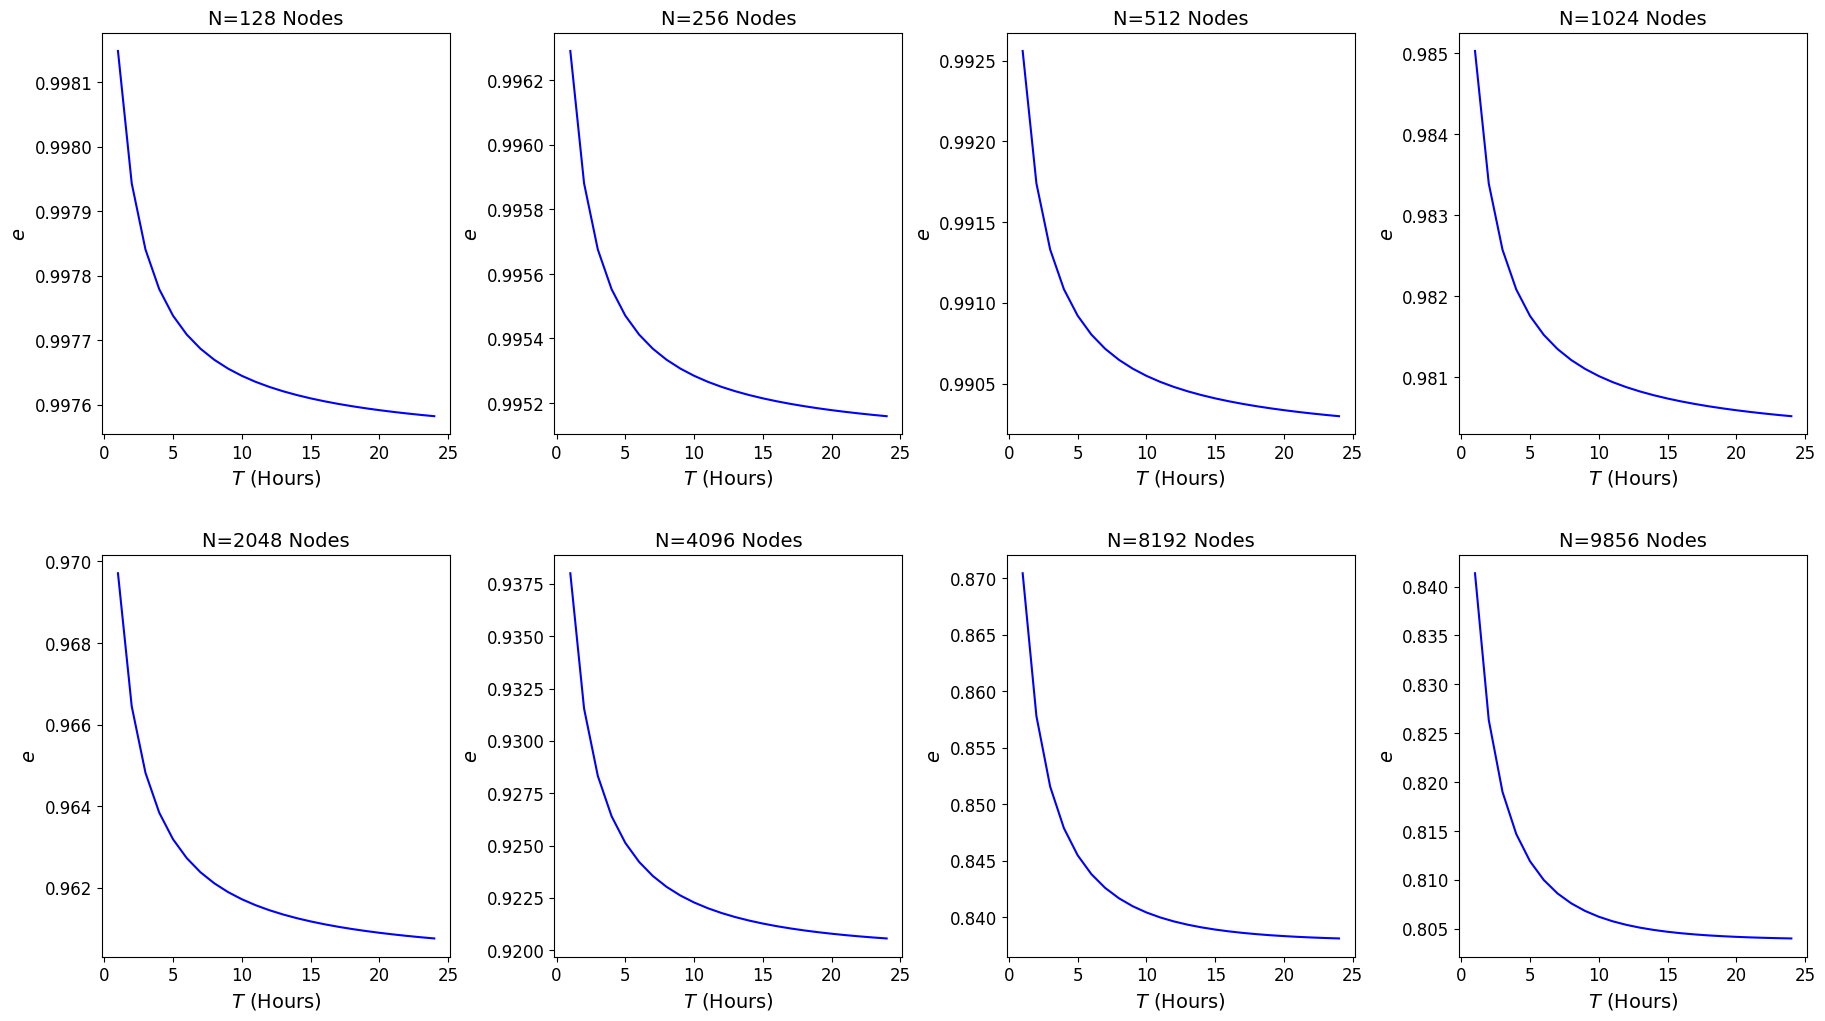 N=128 Nodes
0.9981
0.9980
0.9979
0.9978
0.9977
0.9976
e
0 5 10 15 20 25
T (Hours)
N=256 Nodes
0.9962
0.9960
0.9958
0.9956
0.9954
0.9952
e
0 5 10 15 20 25
T (Hours)
N=512 Nodes
0.9925
0.9920
0.9915
0.9910
0.9905
e
0 5 10 15 20 25
T (Hours)
N=1024 Nodes
0.985
0.984
0.983
0.982
0.981
e
0 5 10 15 20 25
T (Hours)
N=2048 Nodes
0.970
0.968
0.966
0.964
0.962
e
0 5 10 15 20 25
T (Hours)
N=4096 Nodes
0.9375
0.9350
0.9325
0.9300
0.9275
0.9250
0.9225
0.9200
e
0 5 10 15 20 25
T (Hours)
N=8192 Nodes
0.870
0.865
0.860
0.855
0.850
0.845
0.840
e
0 5 10 15 20 25
T (Hours)
N=9856 Nodes
0.840
0.835
0.830
0.825
0.820
0.815
0.810
0.805
e
0 5 10 15 20 25
T (Hours)